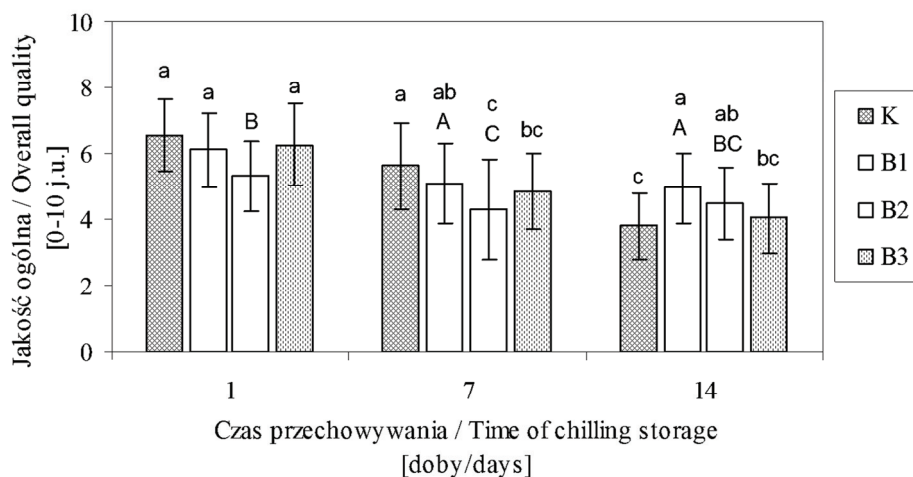 Jakość ogólna / Overall quality
[0-10 j.u.]
10
8
6
4
2
0
a
a
B
a
a
ab
A
c
C
bc
c
a
A
ab
BC
bc
1
7
14
Czas przechowywania / Time of chilling storage
[doby/days]
K
B1
B2
B3